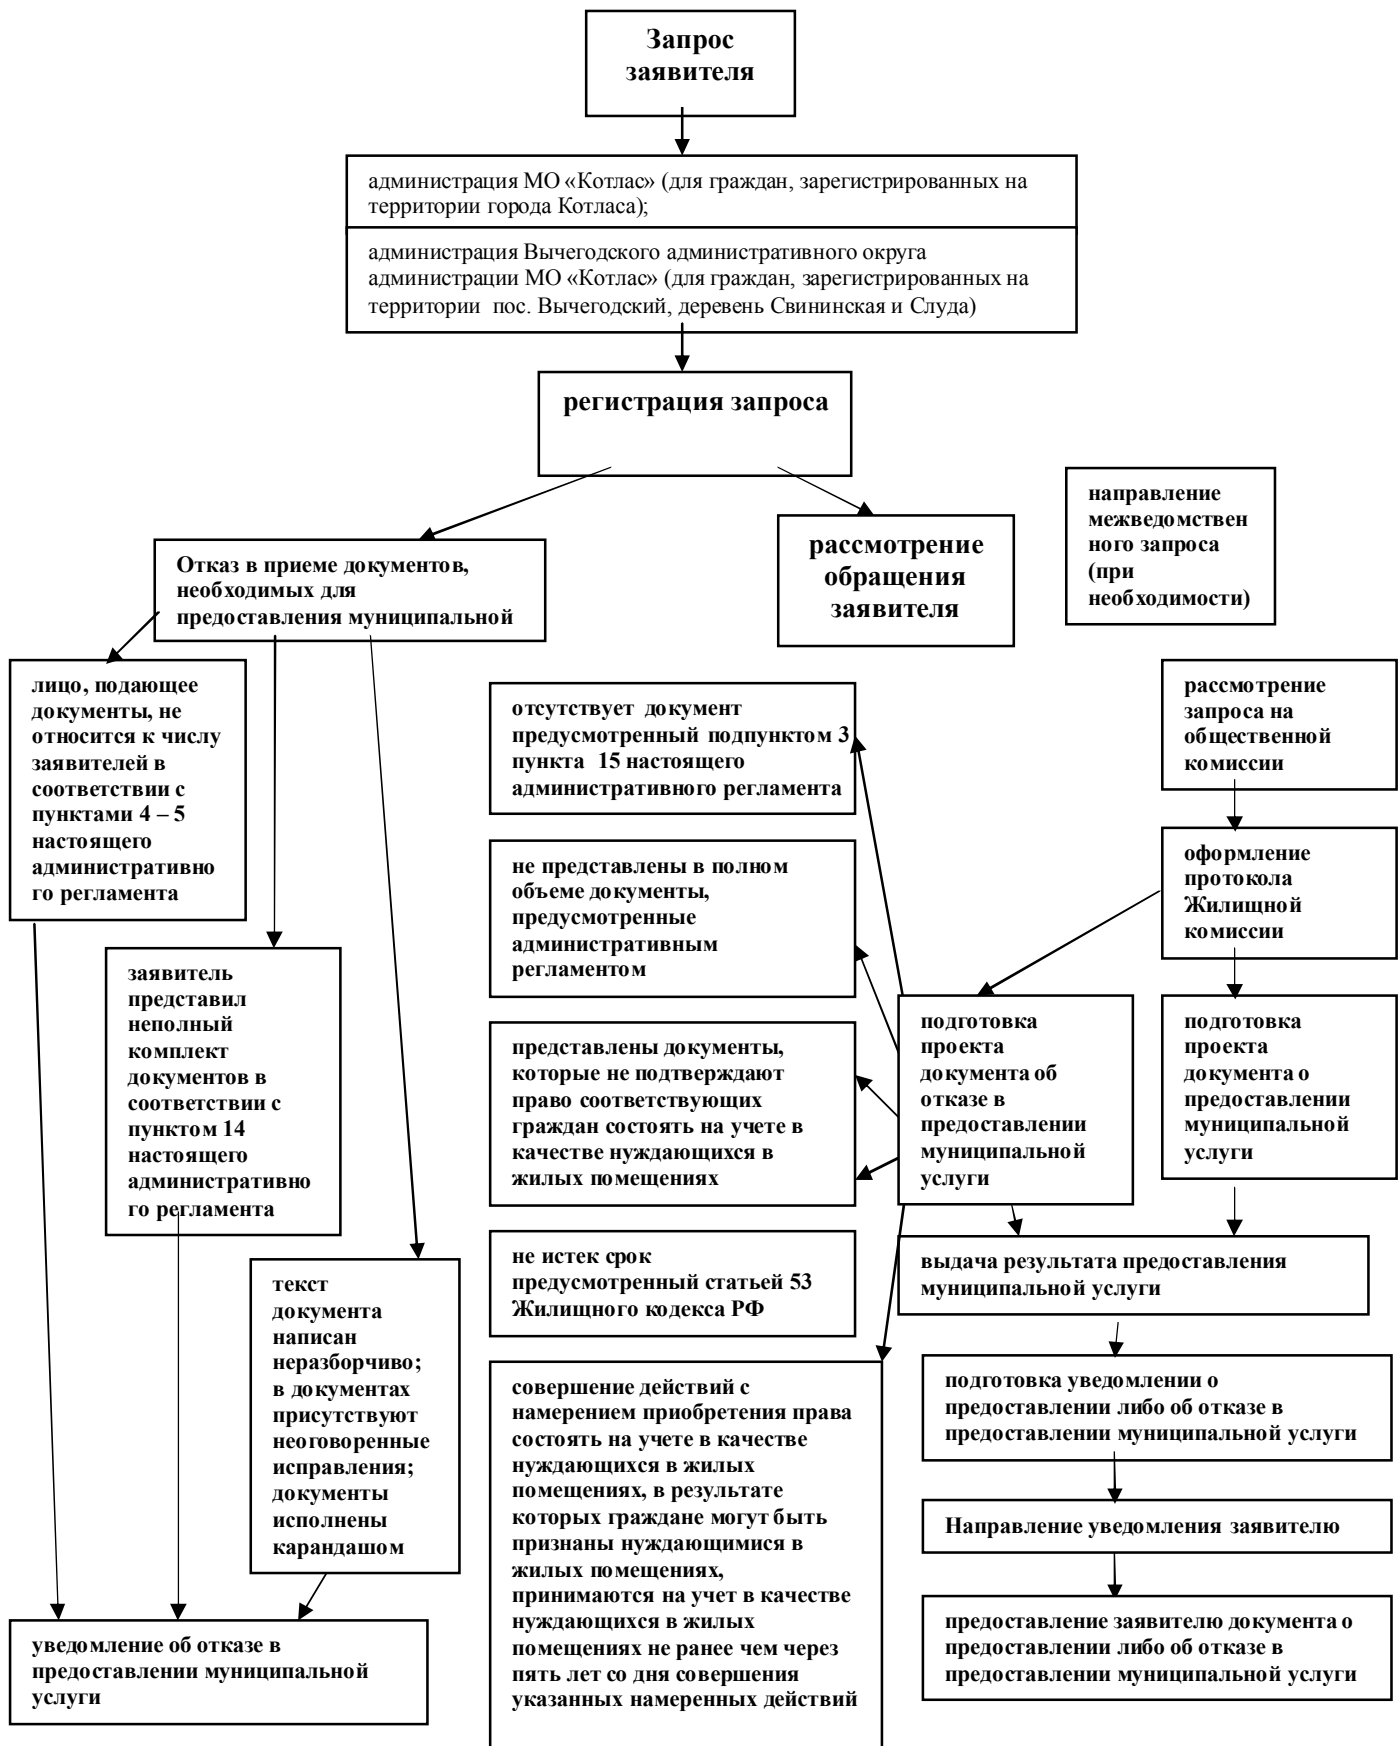 Запрос
заявителя
администрация МО «Котлас» (для граждан, зарегистрированных на
территории города Котласа);
администрация Вычегодского административного округа
администрации МО «Котлас» (для граждан, зарегистрированных на
территории пос. Вычегодский, деревень Свининская и Слуда)
регистрация запроса
Отказ в приеме документов,
необходимых для
предоставления муниципальной
рассмотрение
обращения
заявителя
направление
межведомствен
ного запроса
(при
необходимости)
лицо, подающее
документы, не
относится к числу
заявителей в
соответствии с
пунктами 4 – 5
настоящего
административно
го регламента
заявитель
представил
неполный
комплект
документов в
соответствии с
пунктом 14
настоящего
административно
го регламента
текст
документа
написан
неразборчиво;
в документах
присутствуют
неоговоренные
исправления;
документы
исполнены
карандашом
уведомление об отказе в
предоставлении муниципальной
услуги
отсутствует документ
предусмотренный подпунктом 3
пункта 15 настоящего
административного регламента
не представлены в полном
объеме документы,
предусмотренные
административным
регламентом
представлены документы,
которые не подтверждают
право соответствующих
граждан состоять на учете в
качестве нуждающихся в
жилых помещениях
не истек срок
предусмотренный статьей 53
Жилищного кодекса РФ
совершение действий с
намерением приобретения права
состоять на учете в качестве
нуждающихся в жилых
помещениях, в результате
которых граждане могут быть
признаны нуждающимися в
жилых помещениях,
принимаются на учет в качестве
нуждающихся в жилых
помещениях не ранее чем через
пять лет со дня совершения
указанных намеренных действий
рассмотрение
запроса на
общественной
комиссии
оформление
протокола
Жилищной
комиссии
подготовка
проекта
документа об
отказе в
предоставлении
муниципальной
услуги
подготовка
проекта
документа о
предоставлении
муниципальной
услуги
выдача результата предоставления
муниципальной услуги
подготовка уведомлении о
предоставлении либо об отказе в
предоставлении муниципальной услуги
Направление уведомления заявителю
предоставление заявителю документа о
предоставлении либо об отказе в
предоставлении муниципальной услуги